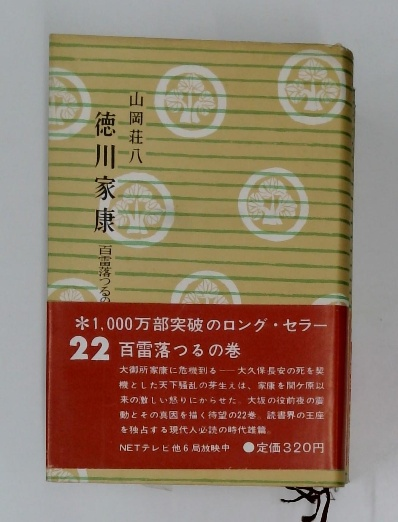 山岡荘八
徳川家康
百雷落つるの
*1,000万部突破のロング・セラー
22 百雷落つるの巻
大御所家康に危機到る——大久保長安の死を契
機とした天下騒乱の芽生えは、家康を関ケ原以
来の激しい怒りにからせた。大坂の役前夜の震
動とその真因を描く待望の22巻。読書界の王座
を独占する現代人必読の時代雄篇。
NETテレビ他6局放映中 ●定価320円